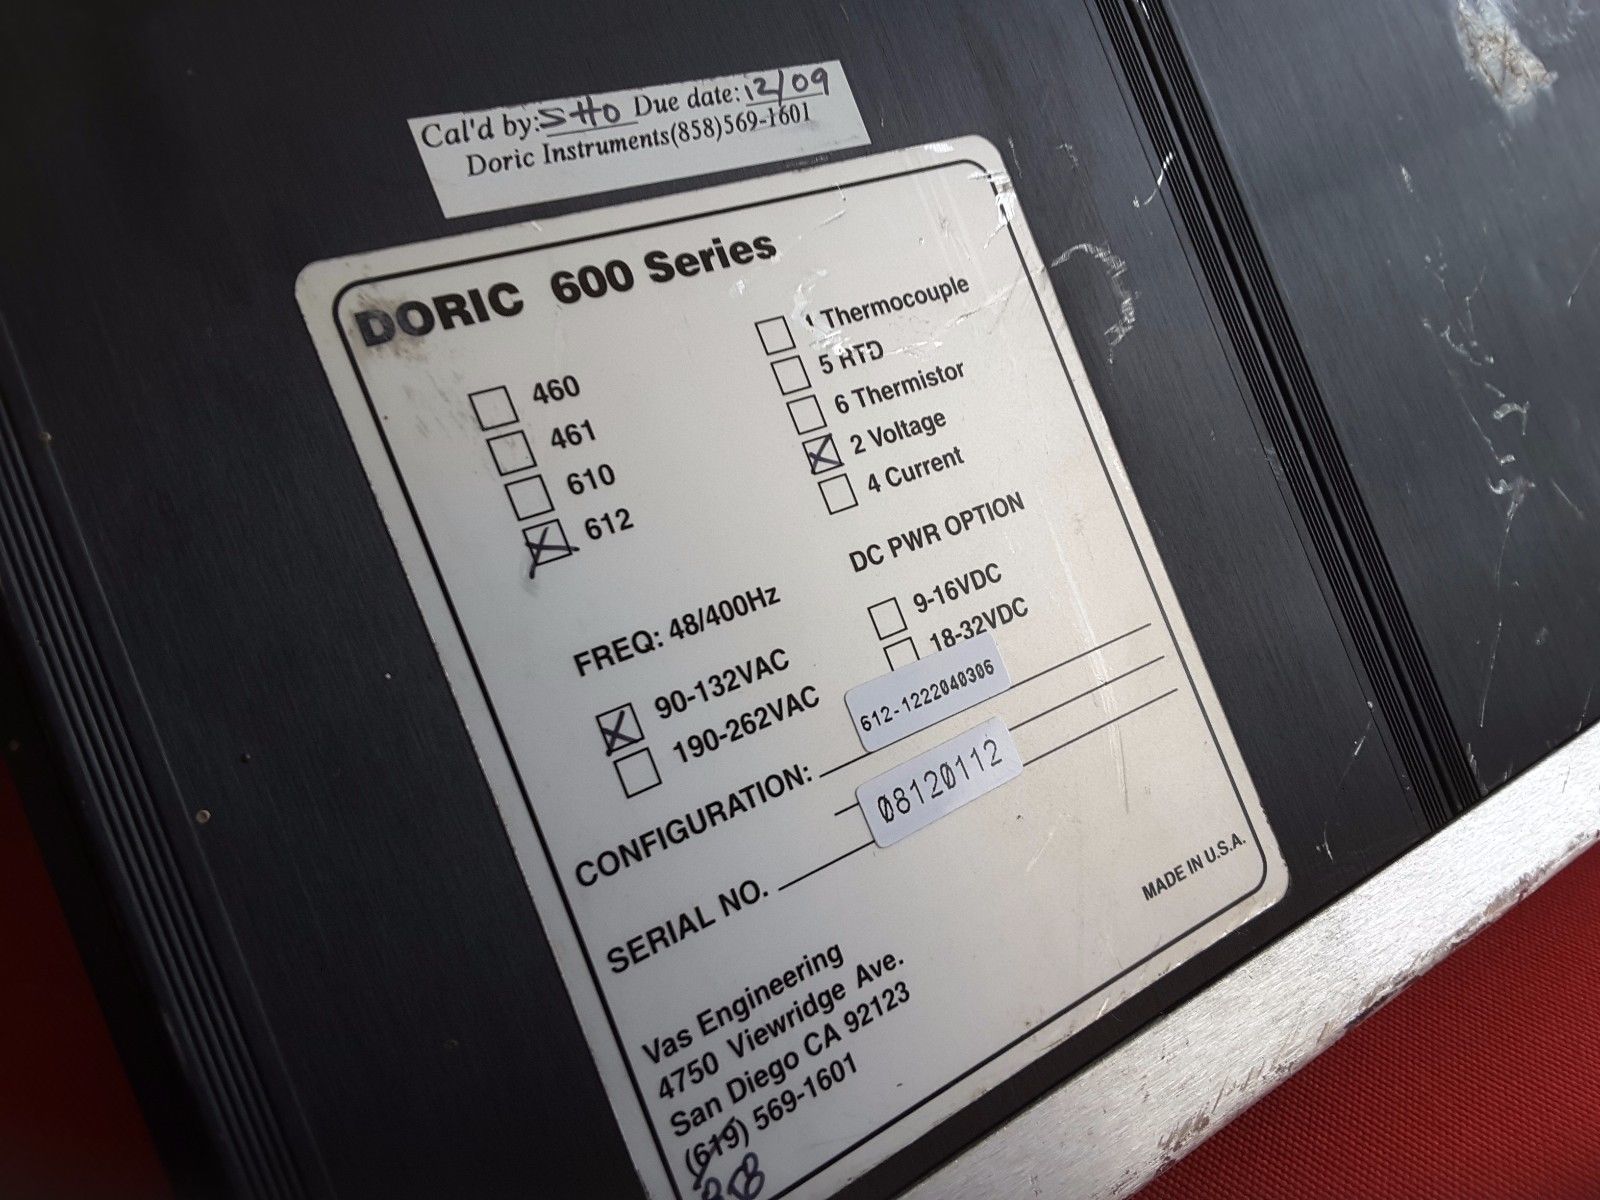 Cal'd by: SHO Due date: 12/09
Doric Instruments(858)569-1601
DORIC 600 Series
460
461
610
612
1 Thermocouple
5 RTD
6 Thermistor
2 Voltage
4 Current
DC PWR OPTION
9-16VDC
18-32VDC
FREQ: 48/400Hz
90-132VAC
190-262VAC
CONFIGURATION:
612-1222040306
SERIAL NO.
08120112
MADE IN U.S.A.
Vas Engineering
4750 Viewridge Ave.
San Diego CA 92123
(619) 569-1601